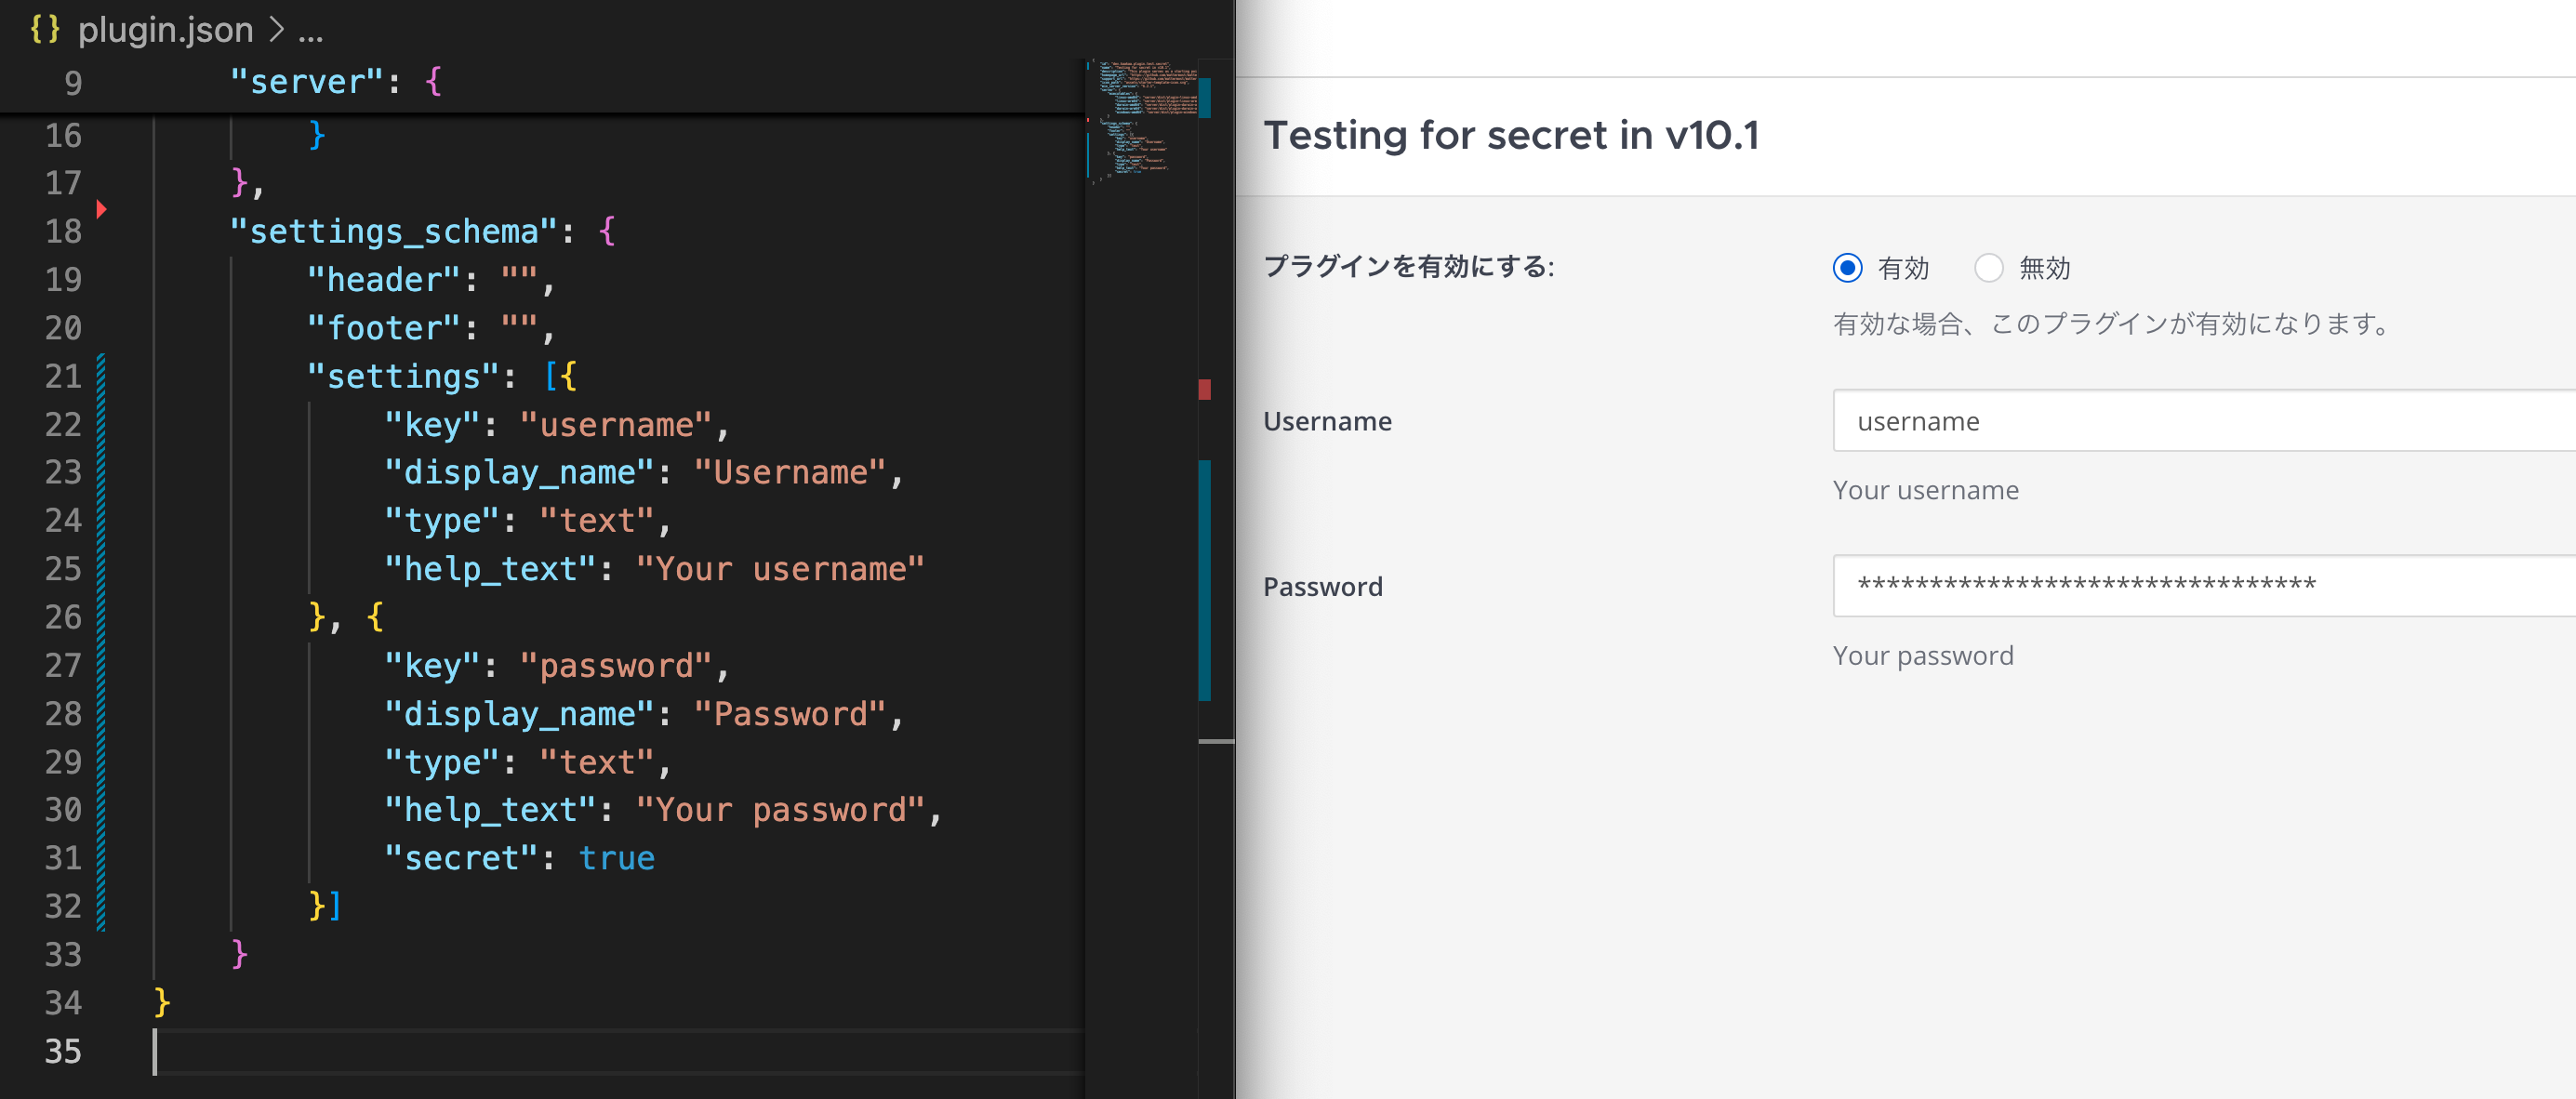 {} plugin.json > ...
9 "server": {
16 }
17 },
18 "settings_schema": {
19 "header": "",
20 "footer": "",
21 "settings": [{
22 "key": "username",
23 "display_name": "Username",
24 "type": "text",
25 "help_text": "Your username"
26 }, {
27 "key": "password",
28 "display_name": "Password",
29 "type": "text",
30 "help_text": "Your password",
31 "secret": true
32 }]
33 }
34 }
35
Testing for secret in v10.1
プラグインを有効にする: 有効 無効
有効な場合、このプラグインが有効になります。
Username username
Your username
Password ********************************
Your password